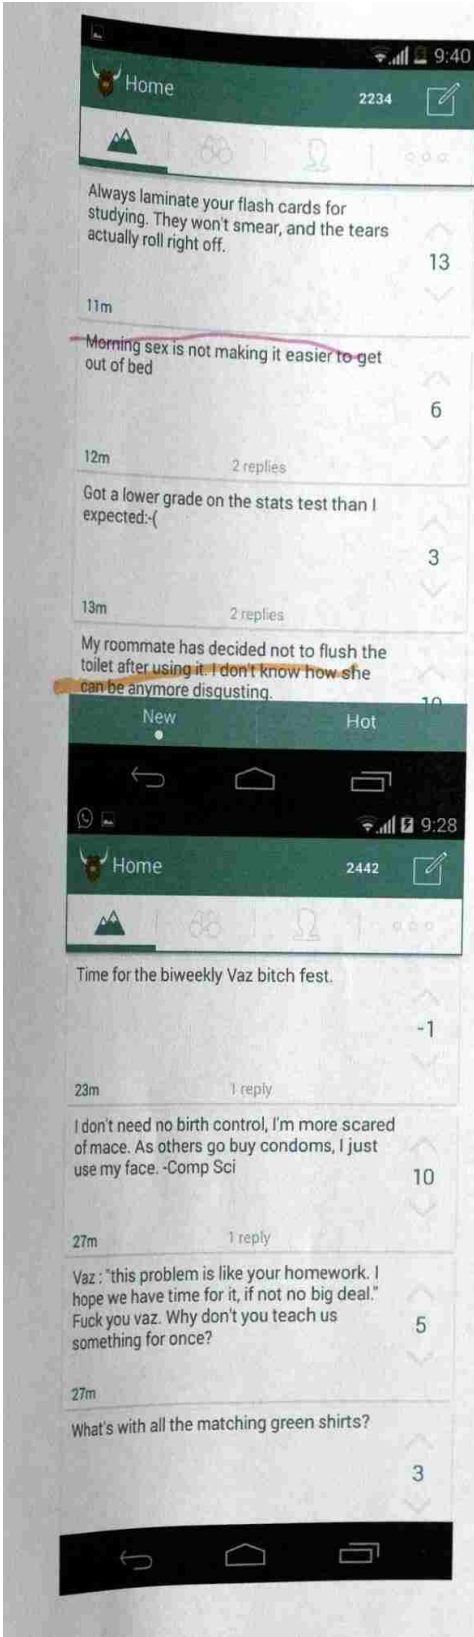 9:40
Home
2234
Always laminate your flash cards for
studying. They won't smear, and the tears
actually roll right off.
13
11m
Morning sex is not making it easier to get
out of bed
6
12m
2 replies
Got a lower grade on the stats test than I
expected:-(
3
13m
2 replies
My roommate has decided not to flush the
toilet after using it. I don't know how she
can be anymore disgusting.
10
New
Hot
9:28
Home
2442
Time for the biweekly Vaz bitch fest.
-1
23m
1 reply
I don't need no birth control, I'm more scared
of mace. As others go buy condoms, I just
use my face. -Comp Sci
10
27m
1 reply
Vaz : "this problem is like your homework. I
hope we have time for it, if not no big deal."
Fuck you vaz. Why don't you teach us
something for once?
5
27m
What's with all the matching green shirts?
3